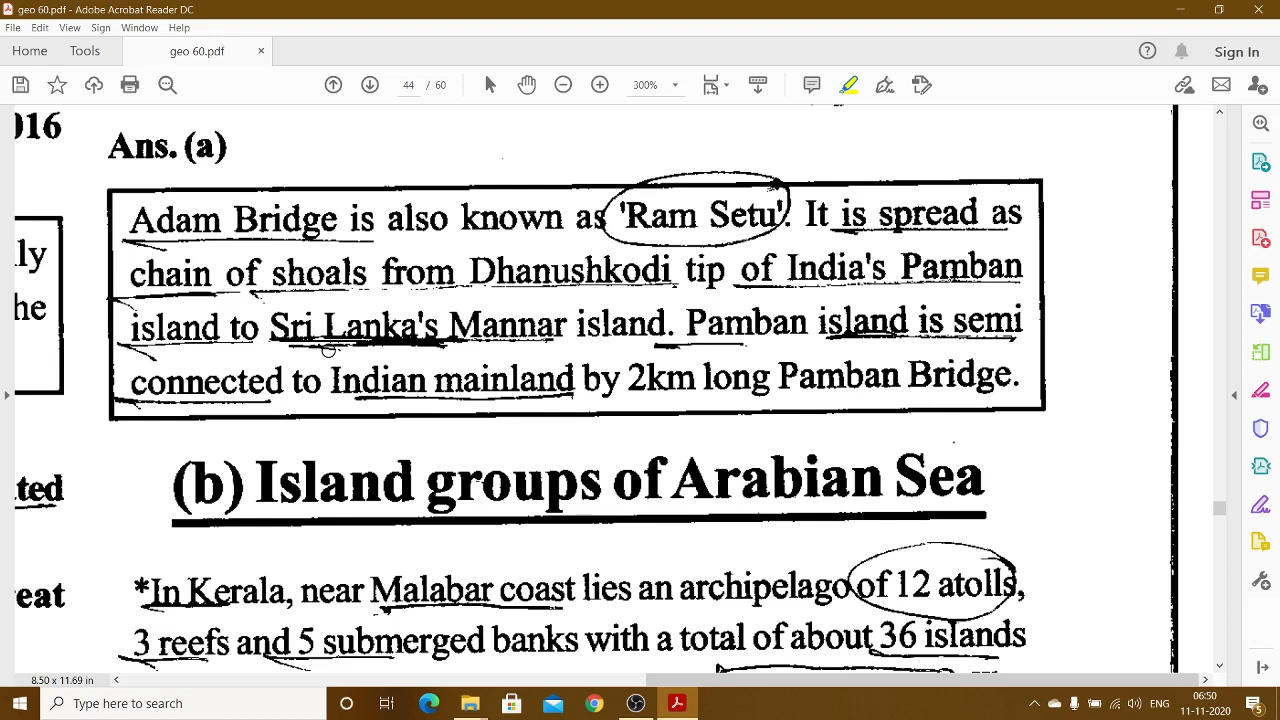 geo 60.pdf - Adobe Acrobat Reader DC
File Edit View Sign Window Help
Home Tools geo 60.pdf × Sign In
44 / 60 300%
016
Ans. (a)
Adam Bridge is also known as 'Ram Setu'. It is spread as
chain of shoals from Dhanushkodi tip of India's Pamban
island to Sri Lanka's Mannar island. Pamban island is semi
connected to Indian mainland by 2km long Pamban Bridge.
ly
he
(b) Island groups of Arabian Sea
ted
*In Kerala, near Malabar coast lies an archipelago of 12 atolls,
eat
3 reefs and 5 submerged banks with a total of about 36 islands
8.50 x 11.69 in
Type here to search
ENG
06:50
11-11-2020
5